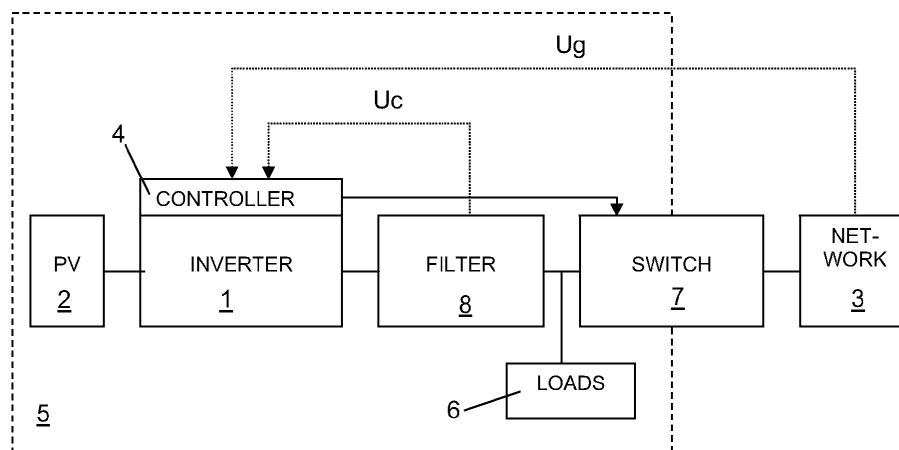 Ug
Uc
4
CONTROLLER
PV
2
INVERTER
1
FILTER
8
SWITCH
7
NET-
WORK
3
LOADS
6
5